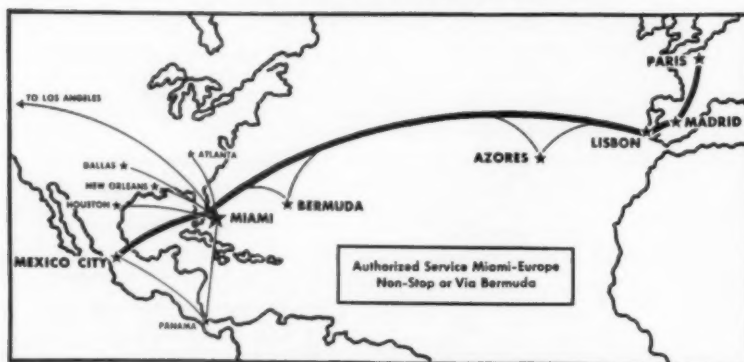 PARIS
TO LOS ANGELES
MADRID
LISBON
ATLANTA
AZORES
DALLAS
NEW ORLEANS
HOUSTON
BERMUDA
MIAMI
MEXICO CITY
Authorized Service Miami-Europe
Non-Stop or Via Bermuda
PANAMA